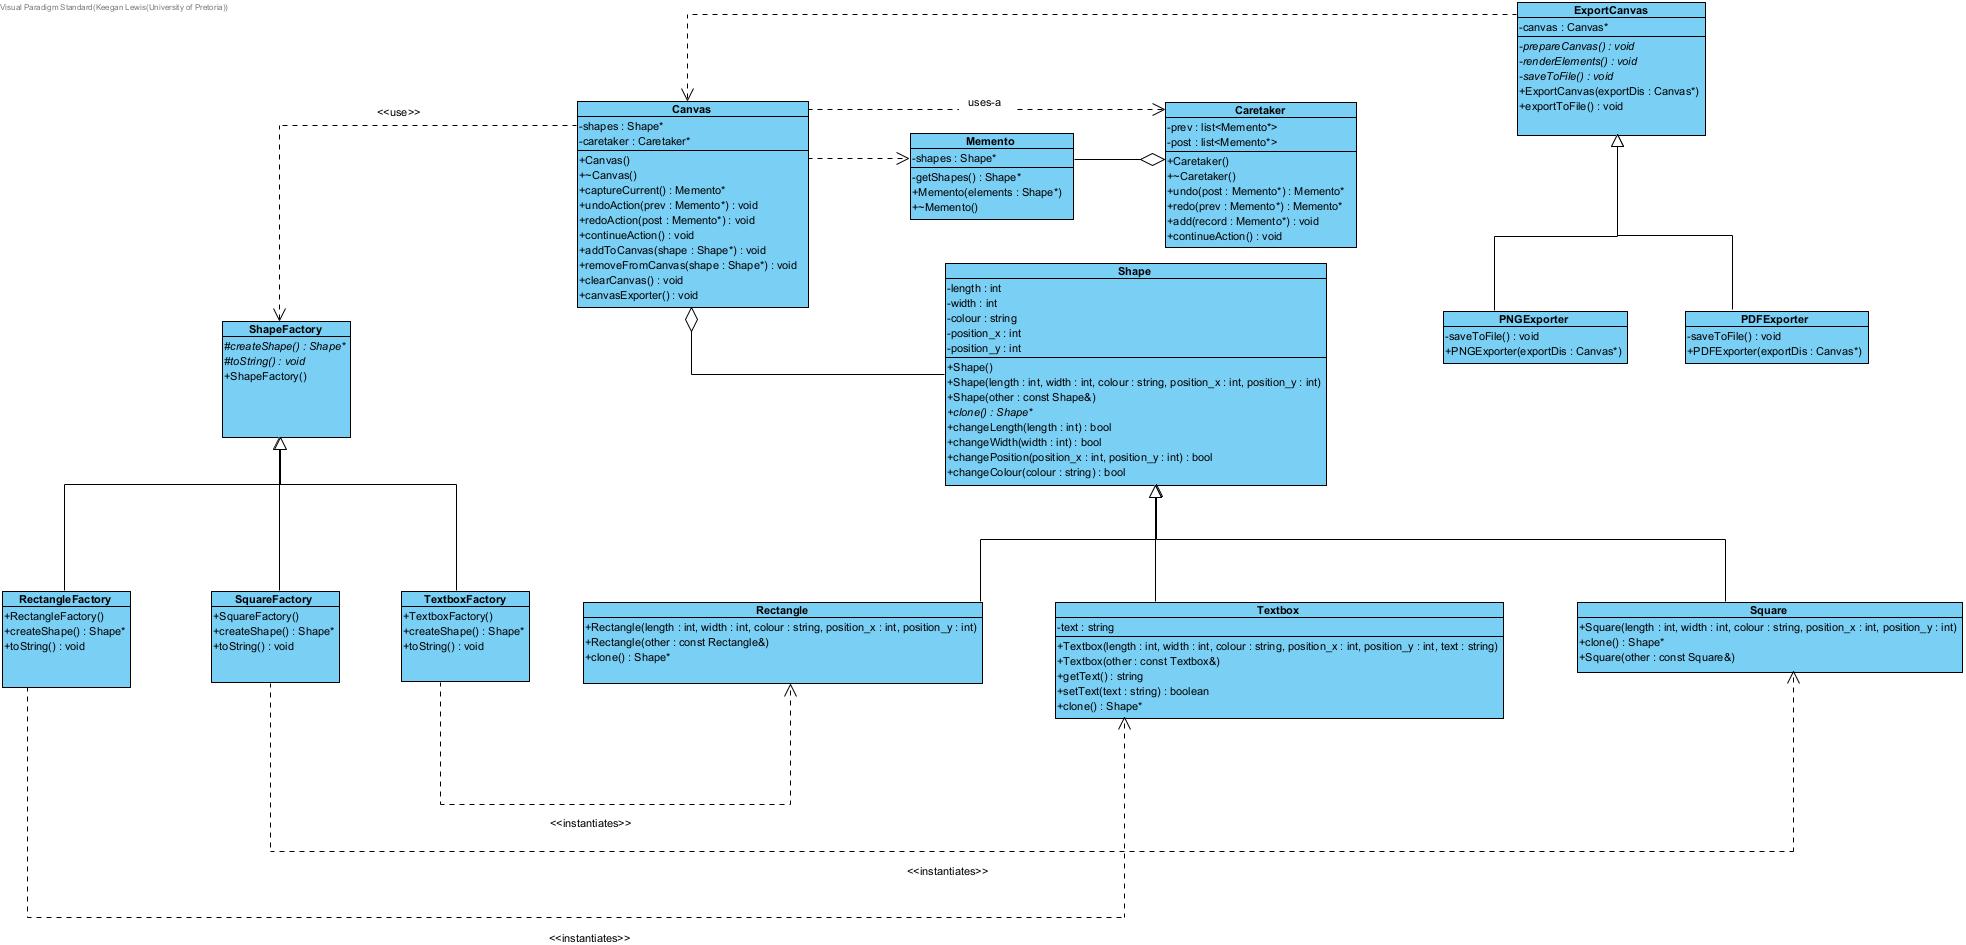 Visual Paradigm Standard(Keegan Lewis(University of Pretoria))
ExportCanvas
-canvas : Canvas*
-prepareCanvas() : void
-renderElements() : void
-saveToFile() : void
+ExportCanvas(exportDis : Canvas*)
+exportToFile() : void
<<use>>
Canvas
-shapes : Shape*
-caretaker : Caretaker*
+Canvas()
+~Canvas()
+captureCurrent() : Memento*
+undoAction(prev : Memento*) : void
+redoAction(post : Memento*) : void
+continueAction() : void
+addToCanvas(shape : Shape*) : void
+removeFromCanvas(shape : Shape*) : void
+clearCanvas() : void
+canvasExporter() : void
uses-a
Memento
-shapes : Shape*
-getShapes() : Shape*
+Memento(elements : Shape*)
+~Memento()
Caretaker
-prev : list<Memento*>
-post : list<Memento*>
+Caretaker()
+~Caretaker()
+undo(post : Memento*) : Memento*
+redo(prev : Memento*) : Memento*
+add(record : Memento*) : void
+continueAction() : void
Shape
-length : int
-width : int
-colour : string
-position_x : int
-position_y : int
+Shape()
+Shape(length : int, width : int, colour : string, position_x : int, position_y : int)
+Shape(other : const Shape&)
+clone() : Shape*
+changeLength(length : int) : bool
+changeWidth(width : int) : bool
+changePosition(position_x : int, position_y : int) : bool
+changeColour(colour : string) : bool
PNGExporter
-saveToFile() : void
+PNGExporter(exportDis : Canvas*)
PDFExporter
-saveToFile() : void
+PDFExporter(exportDis : Canvas*)
ShapeFactory
#createShape() : Shape*
#toString() : void
+ShapeFactory()
RectangleFactory
+RectangleFactory()
+createShape() : Shape*
+toString() : void
SquareFactory
+SquareFactory()
+createShape() : Shape*
+toString() : void
TextboxFactory
+TextboxFactory()
+createShape() : Shape*
+toString() : void
Rectangle
+Rectangle(length : int, width : int, colour : string, position_x : int, position_y : int)
+Rectangle(other : const Rectangle&)
+clone() : Shape*
Textbox
-text : string
+Textbox(length : int, width : int, colour : string, position_x : int, position_y : int, text : string)
+Textbox(other : const Textbox&)
+getText() : string
+setText(text : string) : boolean
+clone() : Shape*
Square
+Square(length : int, width : int, colour : string, position_x : int, position_y : int)
+clone() : Shape*
+Square(other : const Square&)
<<instantiates>>
<<instantiates>>
<<instantiates>>